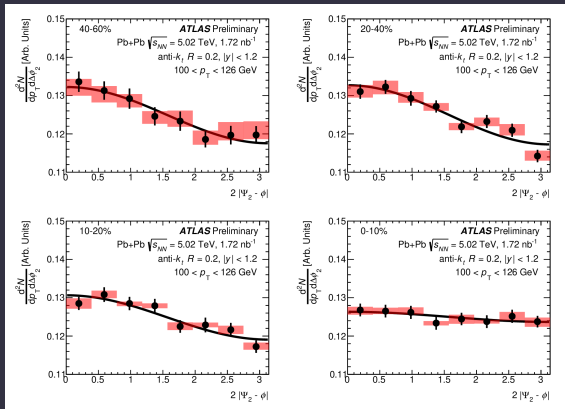 40-60%
ATLAS Preliminary
Pb+Pb √sNN = 5.02 TeV, 1.72 nb-1
anti-kt R = 0.2, |y| < 1.2
100 < pT < 126 GeV
d2N
dpTdΔϕ2
[Arb. Units]
0.15
0.14
0.13
0.12
0.11
0 0.5 1 1.5 2 2.5 3
2 |Ψ2 - ϕ|
20-40%
ATLAS Preliminary
Pb+Pb √sNN = 5.02 TeV, 1.72 nb-1
anti-kt R = 0.2, |y| < 1.2
100 < pT < 126 GeV
d2N
dpTdΔϕ2
[Arb. Units]
0.15
0.14
0.13
0.12
0.11
0 0.5 1 1.5 2 2.5 3
2 |Ψ2 - ϕ|
10-20%
ATLAS Preliminary
Pb+Pb √sNN = 5.02 TeV, 1.72 nb-1
anti-kt R = 0.2, |y| < 1.2
100 < pT < 126 GeV
d2N
dpTdΔϕ2
[Arb. Units]
0.15
0.14
0.13
0.12
0.11
0 0.5 1 1.5 2 2.5 3
2 |Ψ2 - ϕ|
0-10%
ATLAS Preliminary
Pb+Pb √sNN = 5.02 TeV, 1.72 nb-1
anti-kt R = 0.2, |y| < 1.2
100 < pT < 126 GeV
d2N
dpTdΔϕ2
[Arb. Units]
0.15
0.14
0.13
0.12
0.11
0 0.5 1 1.5 2 2.5 3
2 |Ψ2 - ϕ|